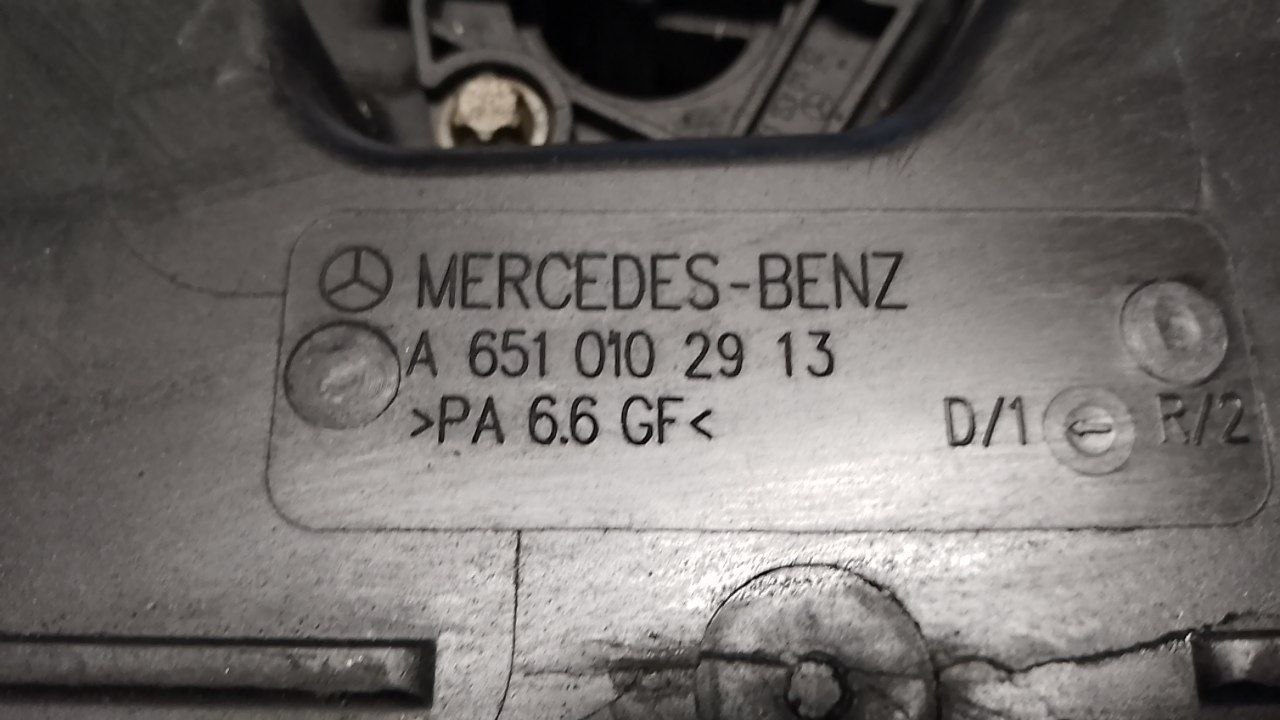 MERCEDES-BENZ
A 651 010 29 13
>PA 6.6 GF<
D/1 R/2